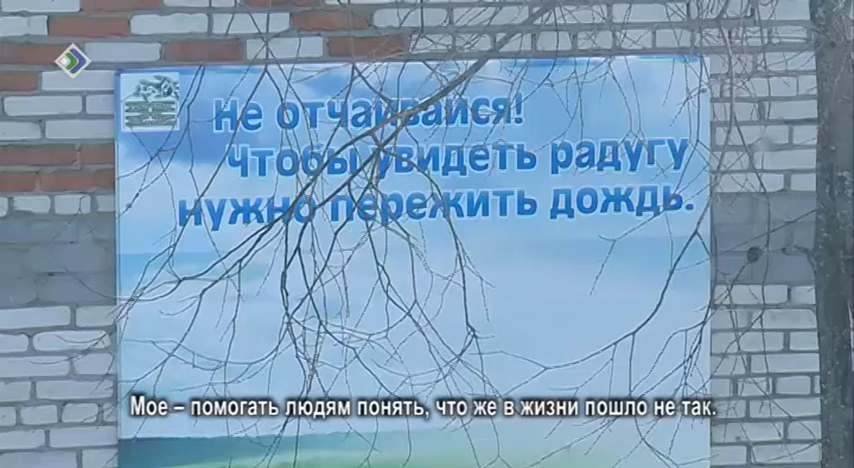 Не отчаивайся!
Чтобы увидеть радугу
нужно пережить дождь.
Мое – помогать людям понять, что же в жизни пошло не так.